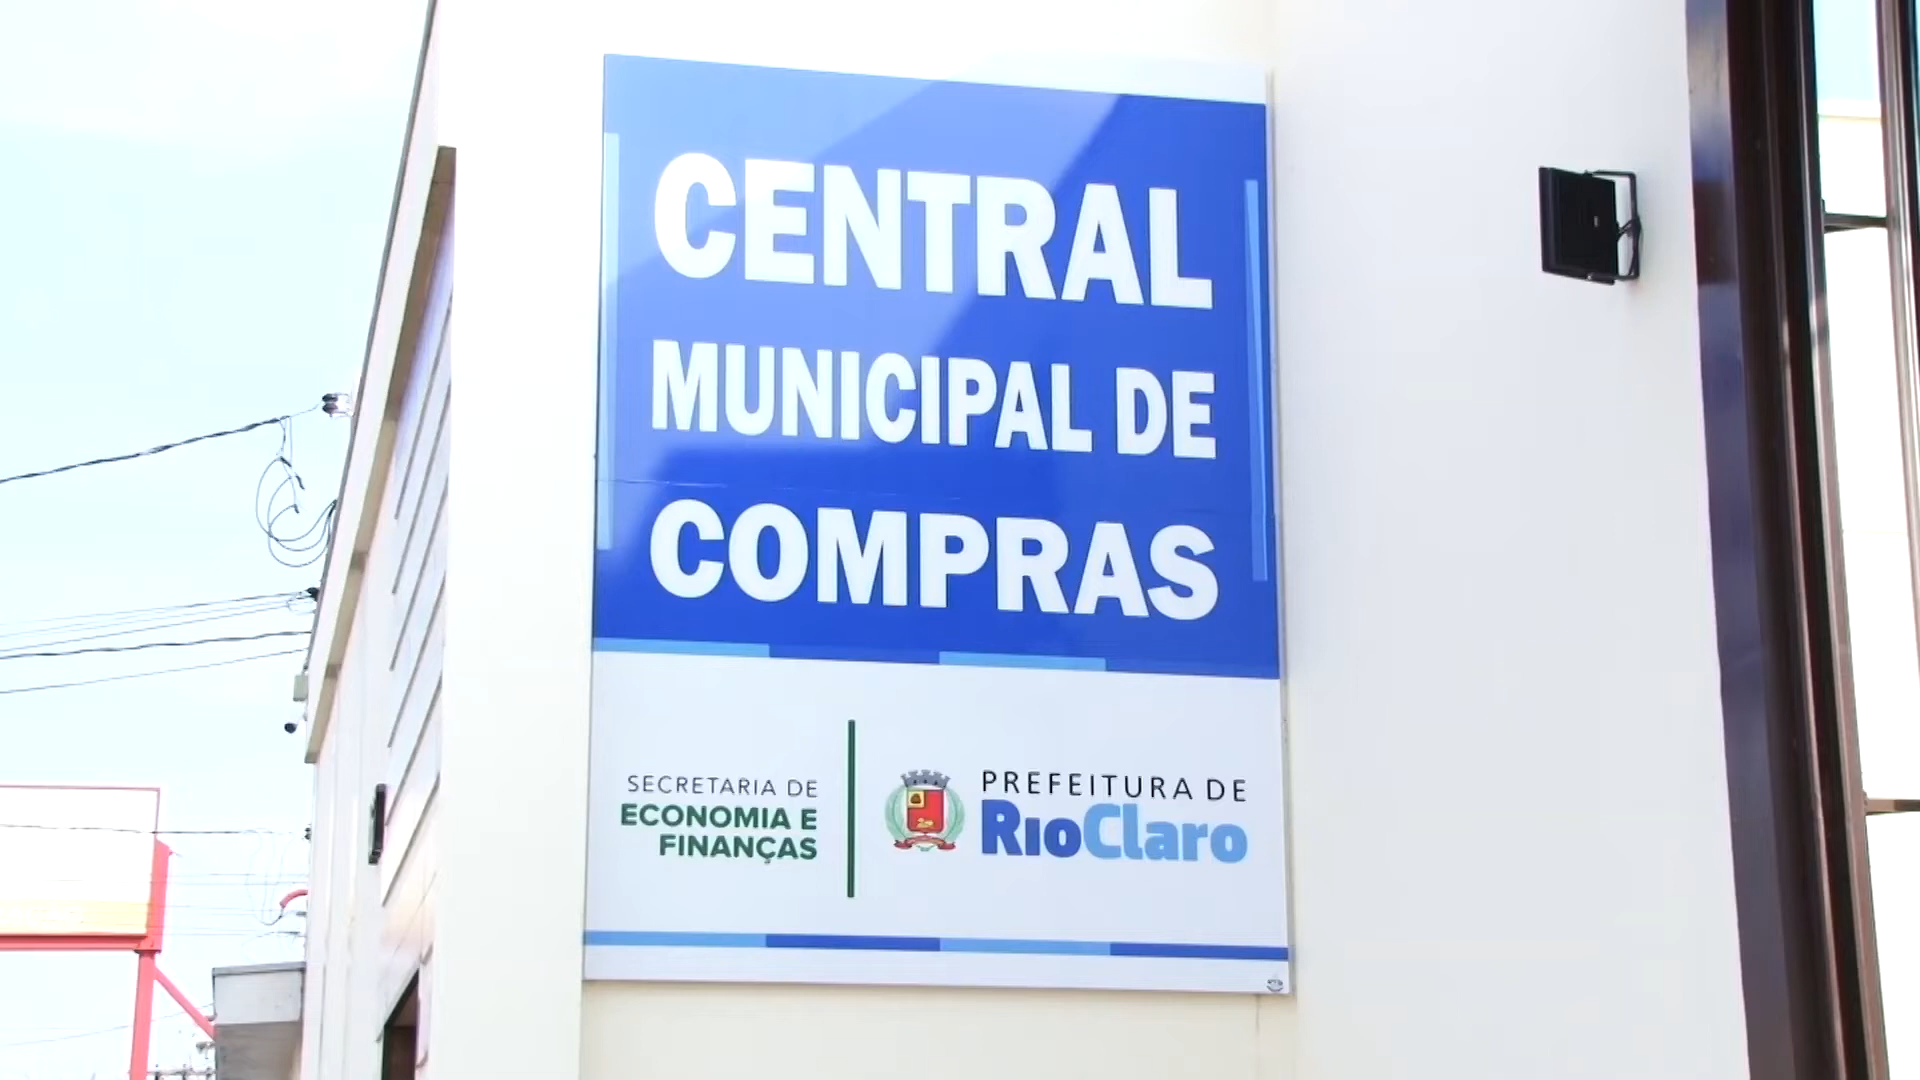 CENTRAL
MUNICIPAL DE
COMPRAS
SECRETARIA DE
ECONOMIA E
FINANÇAS
PREFEITURA DE
RioClaro